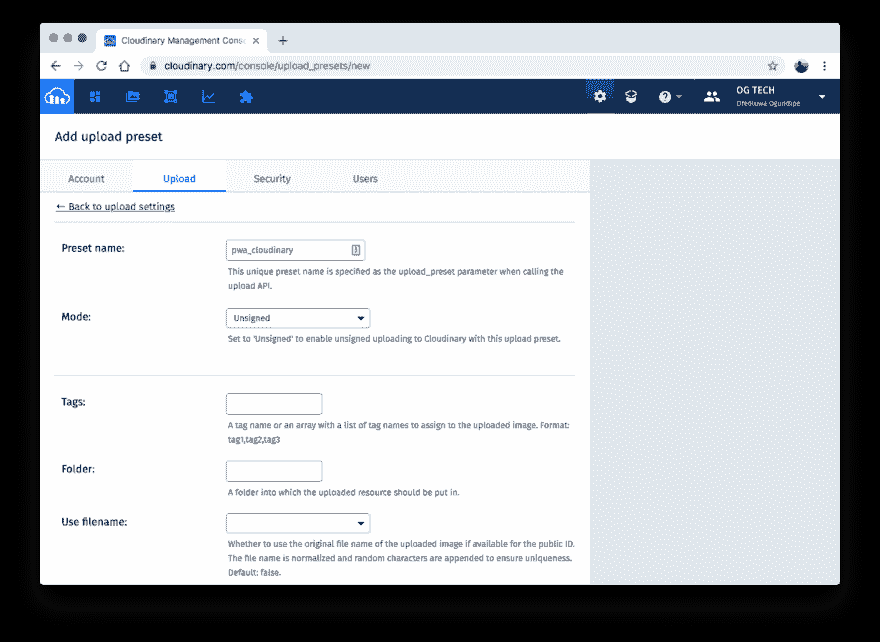 Cloudinary Management Conso
cloudinary.com/console/upload_presets/new
OG TECH
Add upload preset
Account Upload Security Users
← Back to upload settings
Preset name:
pwa_cloudinary
This unique preset name is specified as the upload_preset parameter when calling the
upload API.
Mode:
Unsigned
Set to 'Unsigned' to enable unsigned uploading to Cloudinary with this upload preset.
Tags:
A tag name or an array with a list of tag names to assign to the uploaded image. Format:
tag1,tag2,tag3
Folder:
A folder into which the uploaded resource should be put in.
Use filename:
Whether to use the original file name of the uploaded image if available for the public ID.
The file name is normalized and random characters are appended to ensure uniqueness.
Default: false.